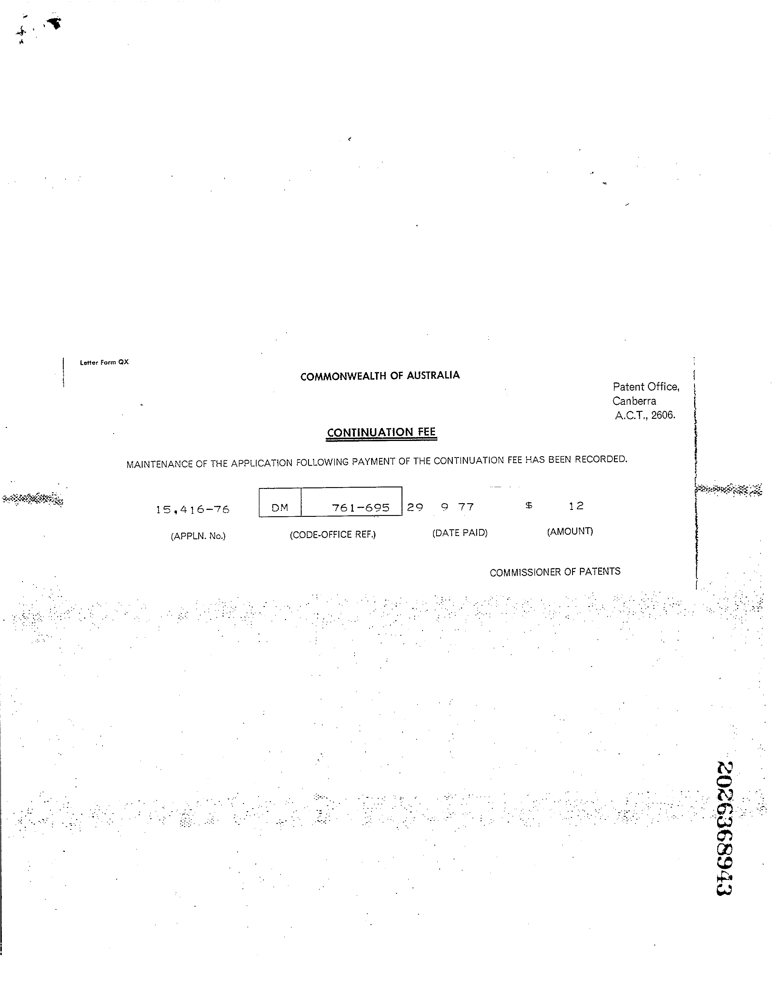 Letter Form QX
COMMONWEALTH OF AUSTRALIA
Patent Office,
Canberra
A.C.T., 2606.
CONTINUATION FEE
MAINTENANCE OF THE APPLICATION FOLLOWING PAYMENT OF THE CONTINUATION FEE HAS BEEN RECORDED.
15,416-76 DM 761-695 29 9 77 $ 12
(APPLN. No.) (CODE-OFFICE REF.) (DATE PAID) (AMOUNT)
COMMISSIONER OF PATENTS
2026368943